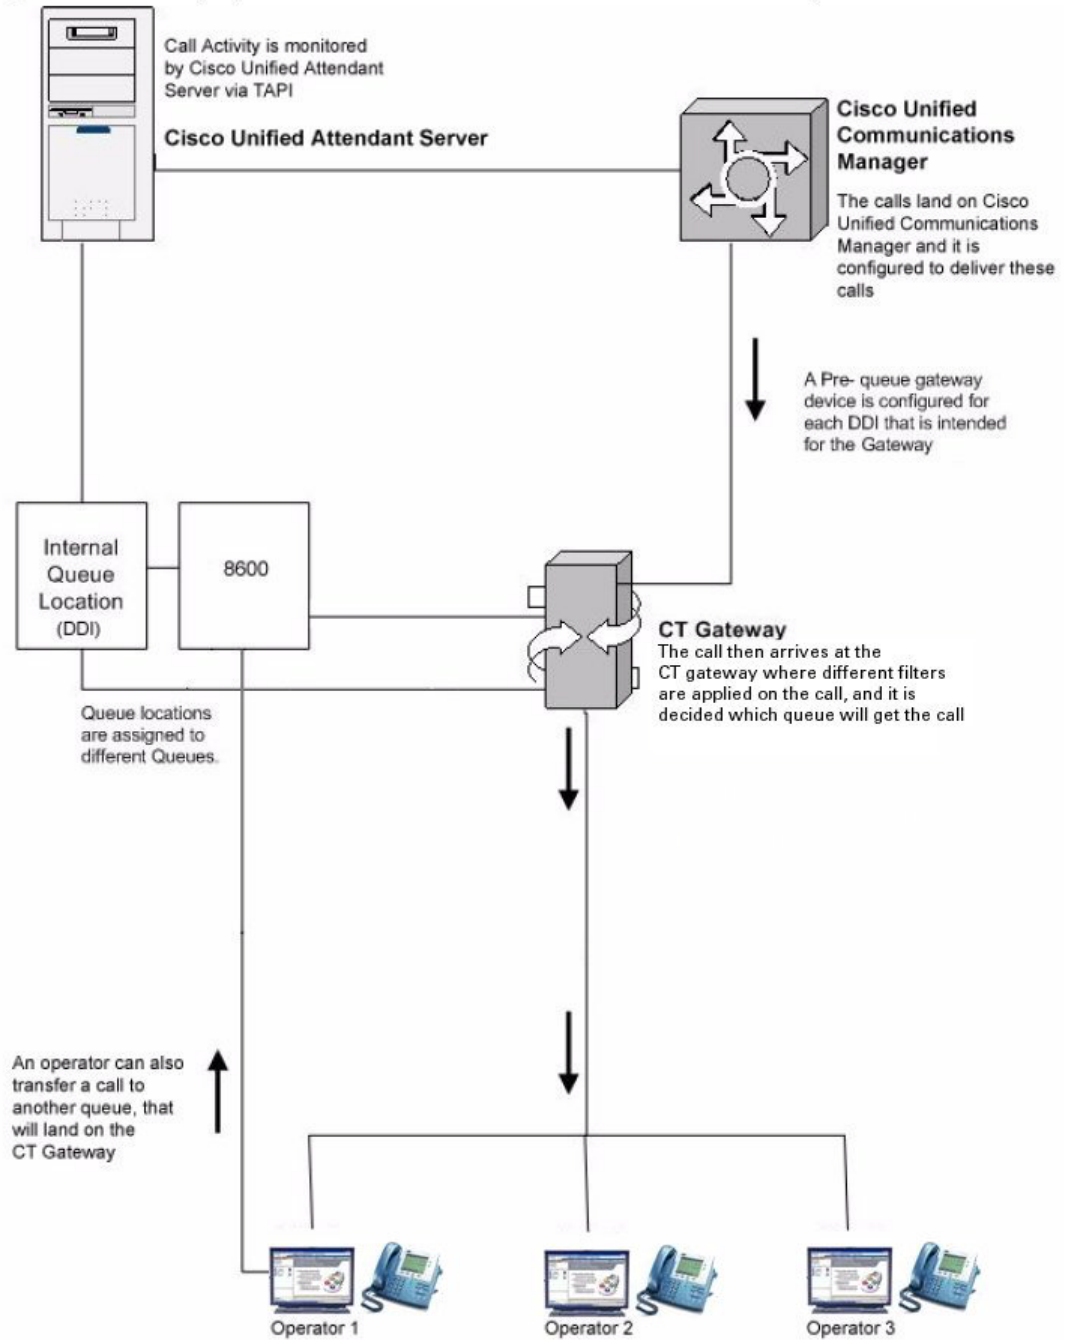 Call Activity is monitored
by Cisco Unified Attendant
Server via TAPI
Cisco Unified Attendant Server
Cisco Unified
Communications
Manager
The calls land on Cisco
Unified Communications
Manager and it is
configured to deliver these
calls
A Pre- queue gateway
device is configured for
each DDI that is intended
for the Gateway
Internal
Queue
Location
(DDI)
8600
CT Gateway
The call then arrives at the
CT gateway where different filters
are applied on the call, and it is
decided which queue will get the call
Queue locations
are assigned to
different Queues.
An operator can also
transfer a call to
another queue, that
will land on the
CT Gateway
Operator 1
Operator 2
Operator 3